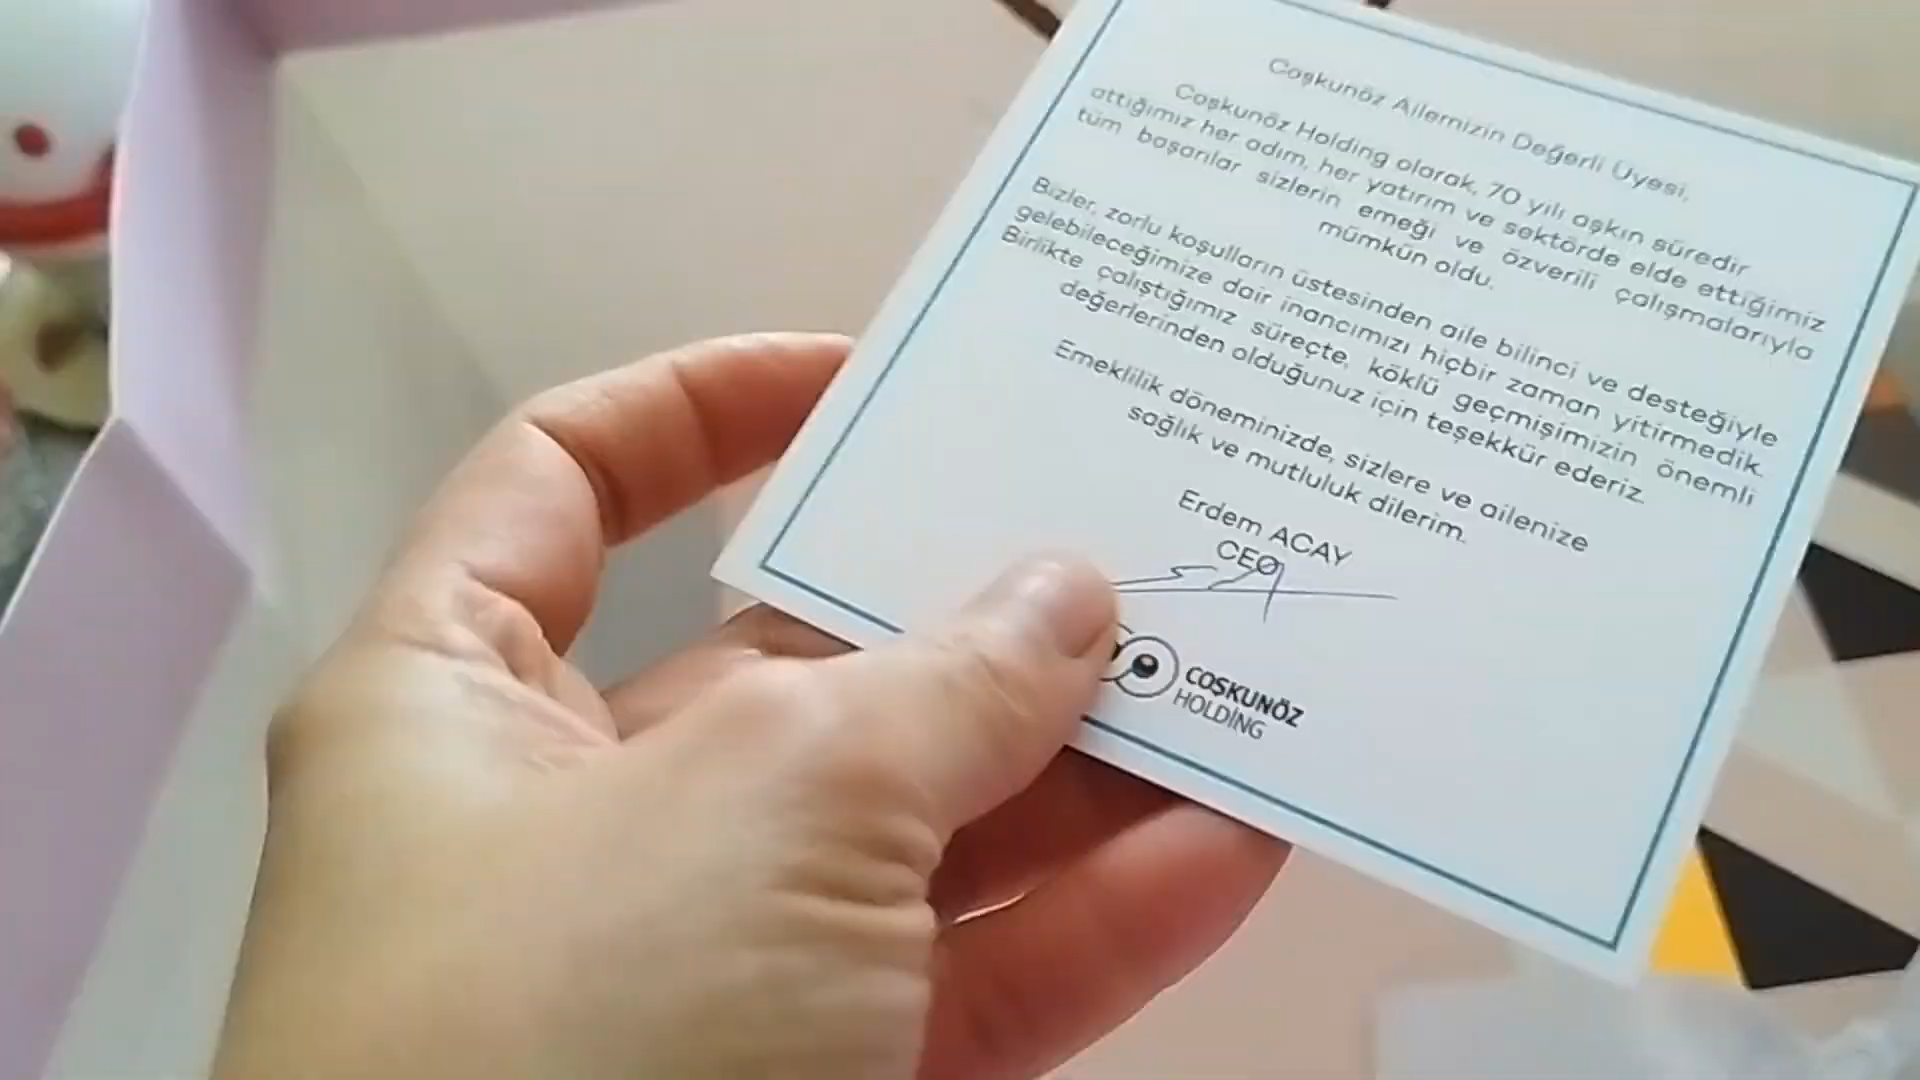 Coşkunöz Ailemizin Değerli Üyesi,
Coşkunöz Holding olarak, 70 yılı aşkın süredir
attığımız her adım, her yatırım ve sektörde elde ettiğimiz
tüm başarılar sizlerin emeği ve özverili çalışmalarıyla
mümkün oldu.
Bizler, zorlu koşulların üstesinden aile bilinci ve desteğiyle
gelebileceğimize dair inancımızı hiçbir zaman yitirmedik.
Birlikte çalıştığımız süreçte, köklü geçmişimizin önemli
değerlerinden olduğunuz için teşekkür ederiz.
Emeklilik döneminizde, sizlere ve ailenize
sağlık ve mutluluk dilerim.
Erdem ACAY
CEO
COŞKUNÖZ
HOLDİNG